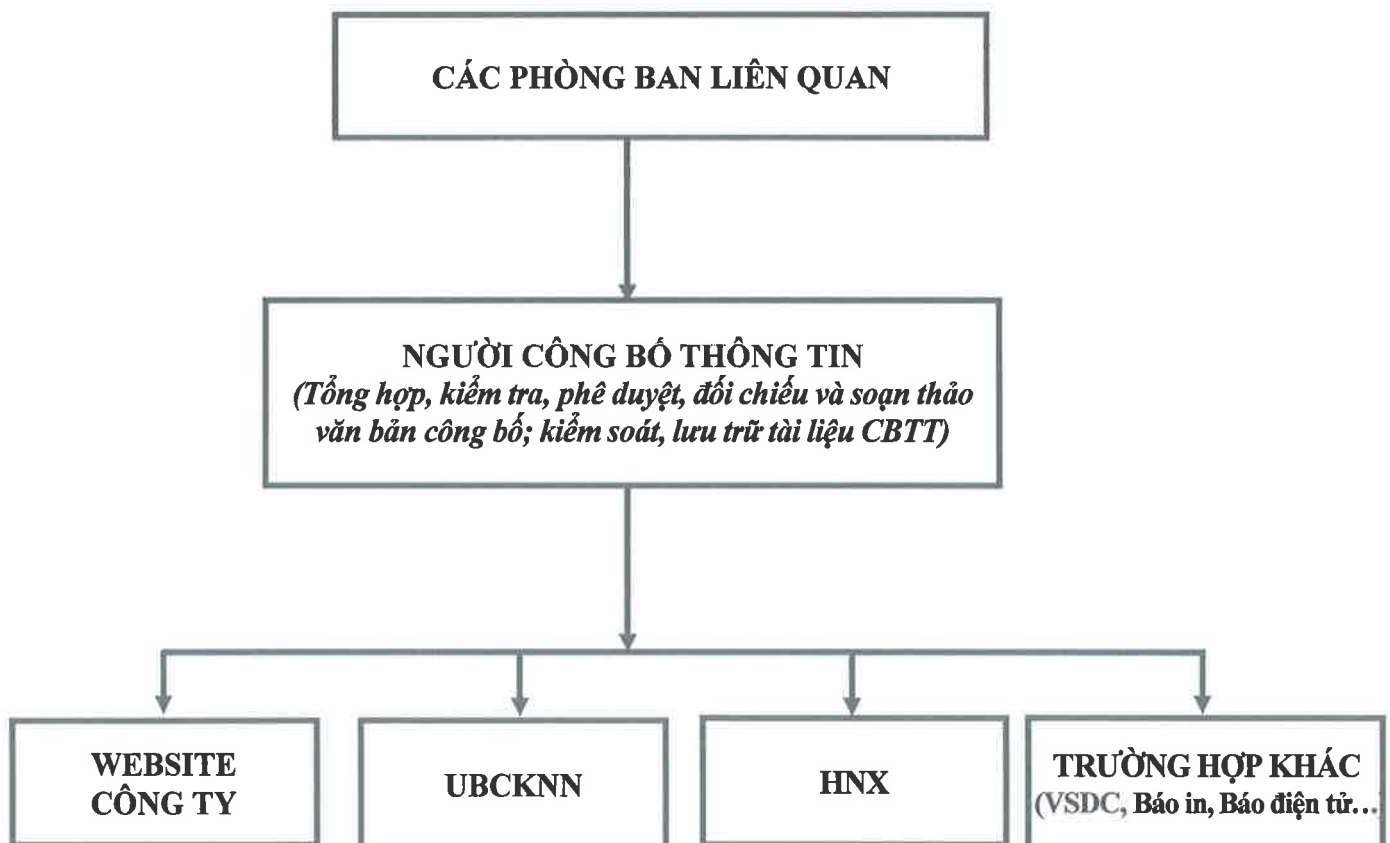 CÁC PHÒNG BAN LIÊN QUAN
NGƯỜI CÔNG BỐ THÔNG TIN
(Tổng hợp, kiểm tra, phê duyệt, đối chiếu và soạn thảo
văn bản công bố; kiểm soát, lưu trữ tài liệu CBTT)
WEBSITE
CÔNG TY
UBCKNN
HNX
TRƯỜNG HỢP KHÁC
(VSDC, Báo in, Báo điện tử…